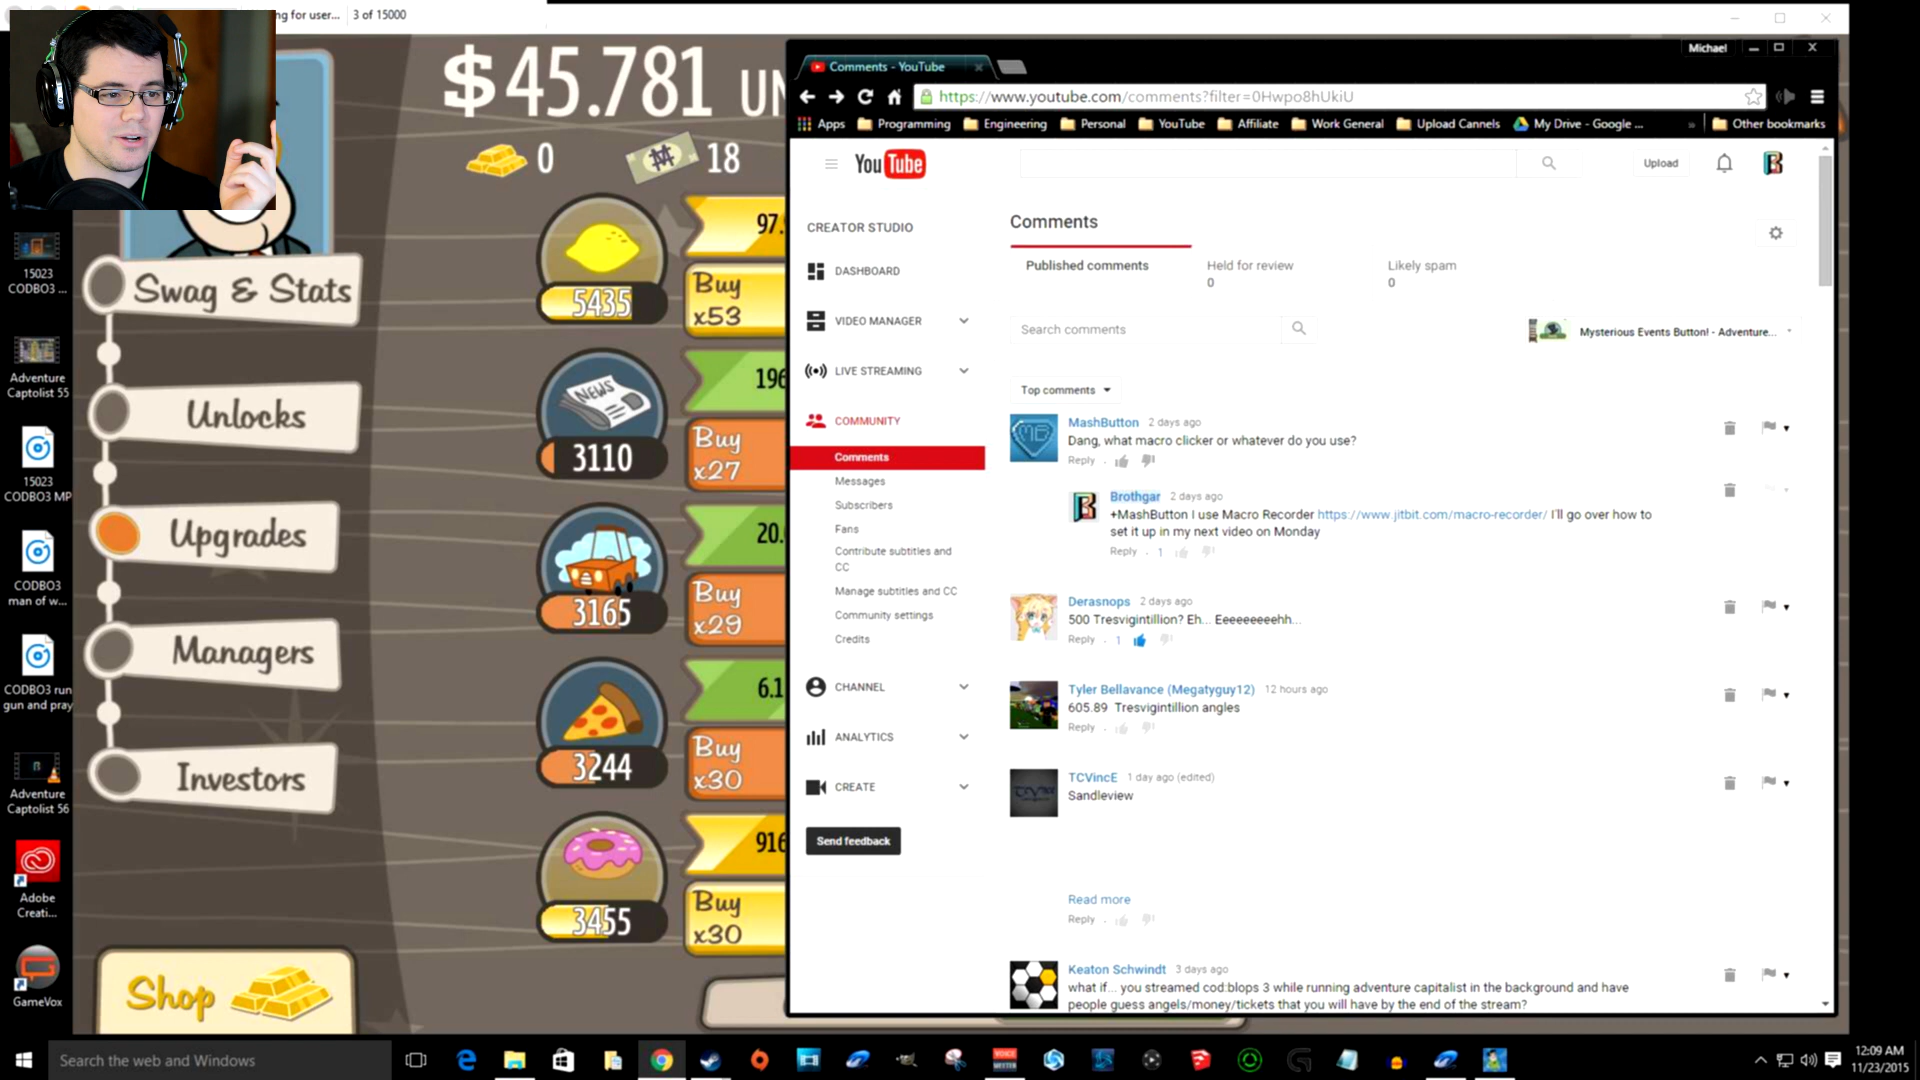 ng for user... 3 of 15000
$45.781 UN
0 18
Swag & Stats
Unlocks
Upgrades
Managers
Investors
Shop
5435
97.
Buy
x53
NEWS
3110
196
Buy
x27
3165
20.
Buy
x29
3244
6.1
Buy
x30
3455
916
Buy
x30
15023
CODBO3 ...
Adventure
Captolist 55
15023
CODBO3 MP
CODBO3
man of w...
CODBO3 run
gun and pray
Adventure
Captolist 56
Adobe
Creati...
GameVox
Michael
Comments - YouTube
https://www.youtube.com/comments?filter=0Hwpo8hUkiU
Apps Programming Engineering Personal YouTube Affiliate Work General Upload Cannels My Drive - Google ... » Other bookmarks
YouTube
Upload
CREATOR STUDIO
DASHBOARD
VIDEO MANAGER
LIVE STREAMING
COMMUNITY
Comments
Messages
Subscribers
Fans
Contribute subtitles and
CC
Manage subtitles and CC
Community settings
Credits
CHANNEL
ANALYTICS
CREATE
Send feedback
Comments
Published comments
Held for review
0
Likely spam
0
Search comments
Mysterious Events Button! - Adventure...
Top comments
MashButton 2 days ago
Dang, what macro clicker or whatever do you use?
Reply .
Brothgar 2 days ago
+MashButton I use Macro Recorder https://www.jitbit.com/macro-recorder/ I'll go over how to
set it up in my next video on Monday
Reply . 1
Derasnops 2 days ago
500 Tresvigintillion? Eh... Eeeeeeeehh...
Reply . 1
Tyler Bellavance (Megatyguy12) 12 hours ago
605.89 Tresvigintillion angles
Reply .
TCVincE 1 day ago (edited)
Sandleview
Read more
Reply .
Keaton Schwindt 3 days ago
what if... you streamed cod:blops 3 while running adventure capitalist in the background and have
people guess angels/money/tickets that you will have by the end of the stream?
Search the web and Windows
12:09 AM
11/23/2015